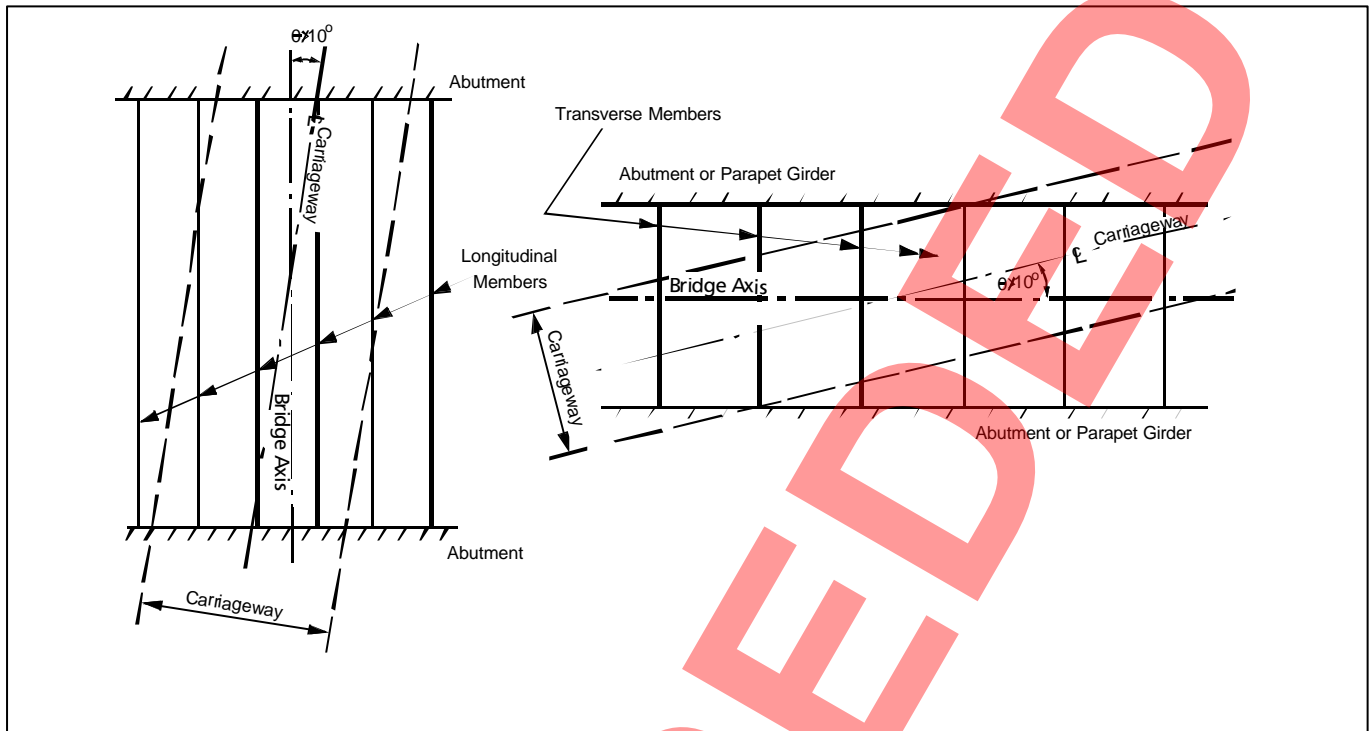 θ>10°
Abutment
℄ Carriageway
Longitudinal
Members
Bridge Axis
Abutment
Carriageway
Transverse Members
Abutment or Parapet Girder
℄ Carriageway
θ>10°
Bridge Axis
Carriageway
Abutment or Parapet Girder
EDED